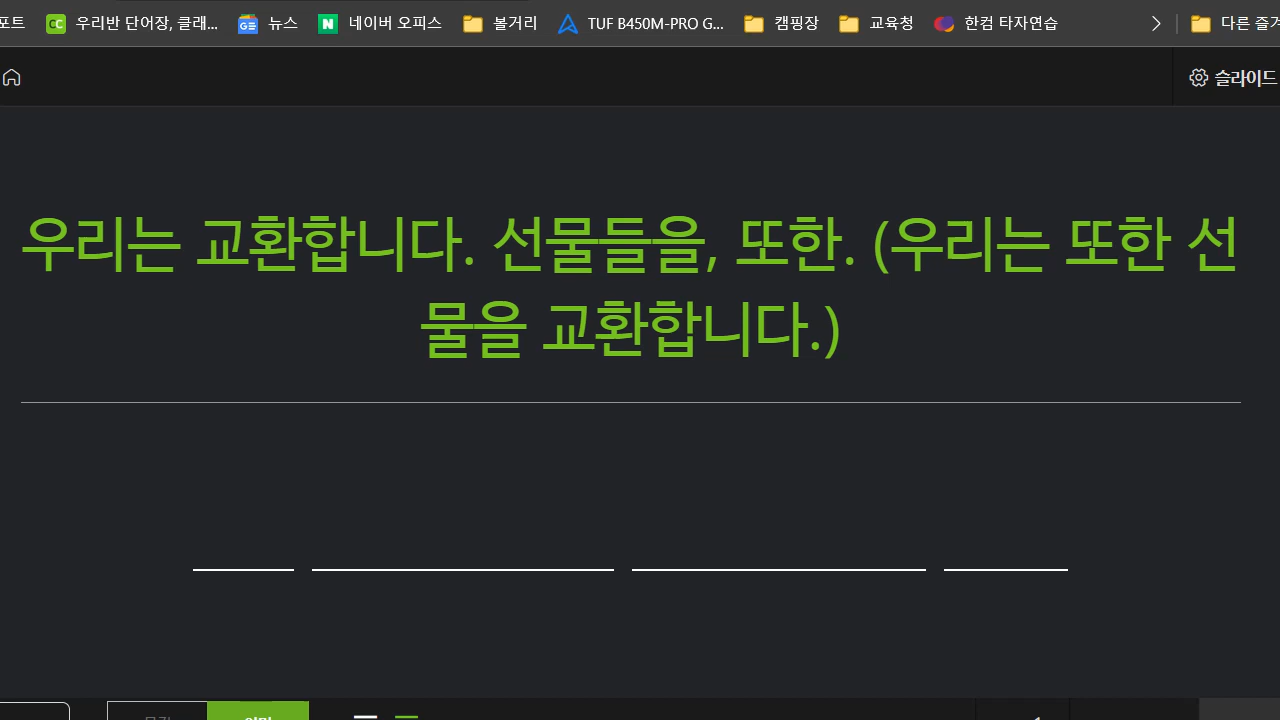 포트 우리반 단어장, 클래... 뉴스 네이버 오피스 볼거리 TUF B450M-PRO G... 캠핑장 교육청 한컴 타자연습 다른 즐겨
슬라이드
우리는 교환합니다. 선물들을, 또한. (우리는 또한 선
물을 교환합니다.)